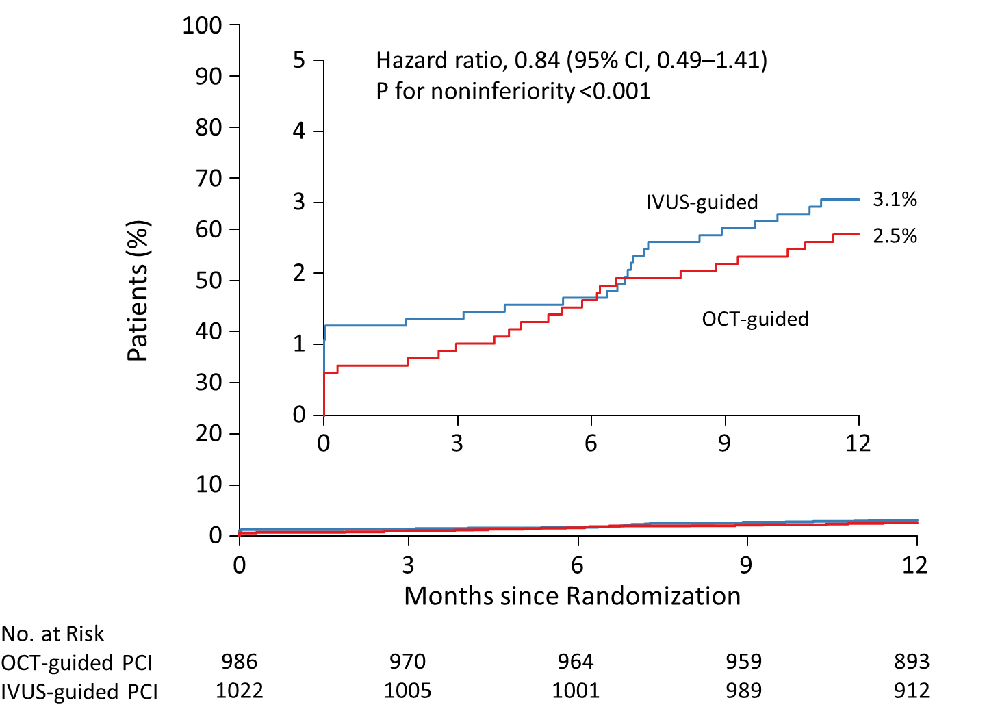 100
90
80
70
60
50
40
30
20
10
0
Patients (%)
5
4
3
2
1
0
Hazard ratio, 0.84 (95% CI, 0.49–1.41)
P for noninferiority <0.001
IVUS-guided
3.1%
2.5%
OCT-guided
0 3 6 9 12
0 3 6 9 12
Months since Randomization
No. at Risk
OCT-guided PCI 986 970 964 959 893
IVUS-guided PCI 1022 1005 1001 989 912